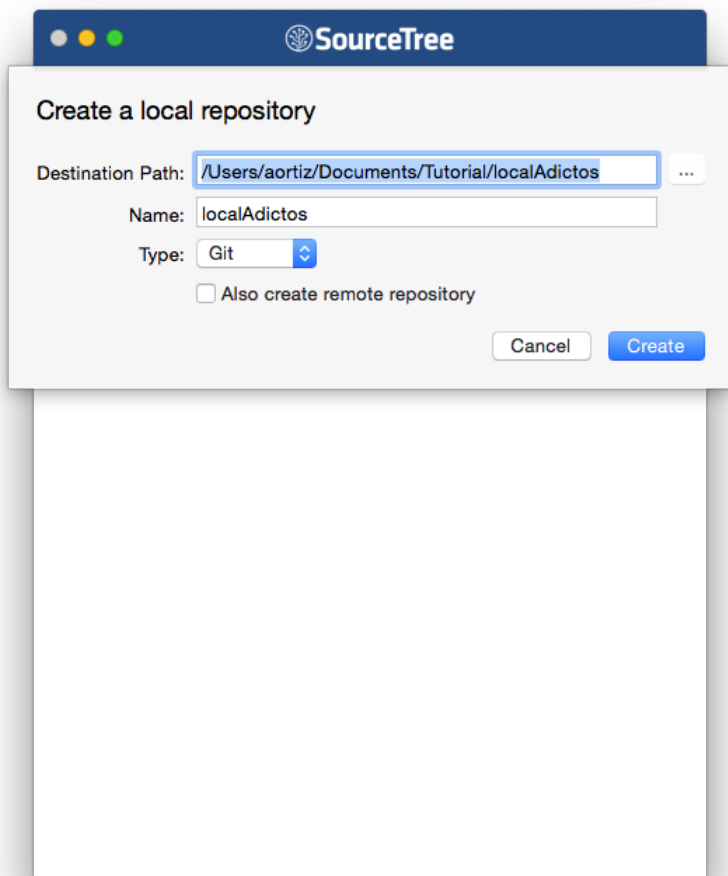 SourceTree
Create a local repository
Destination Path: /Users/aortiz/Documents/Tutorial/localAdictos ...
Name: localAdictos
Type: Git
Also create remote repository
Cancel Create